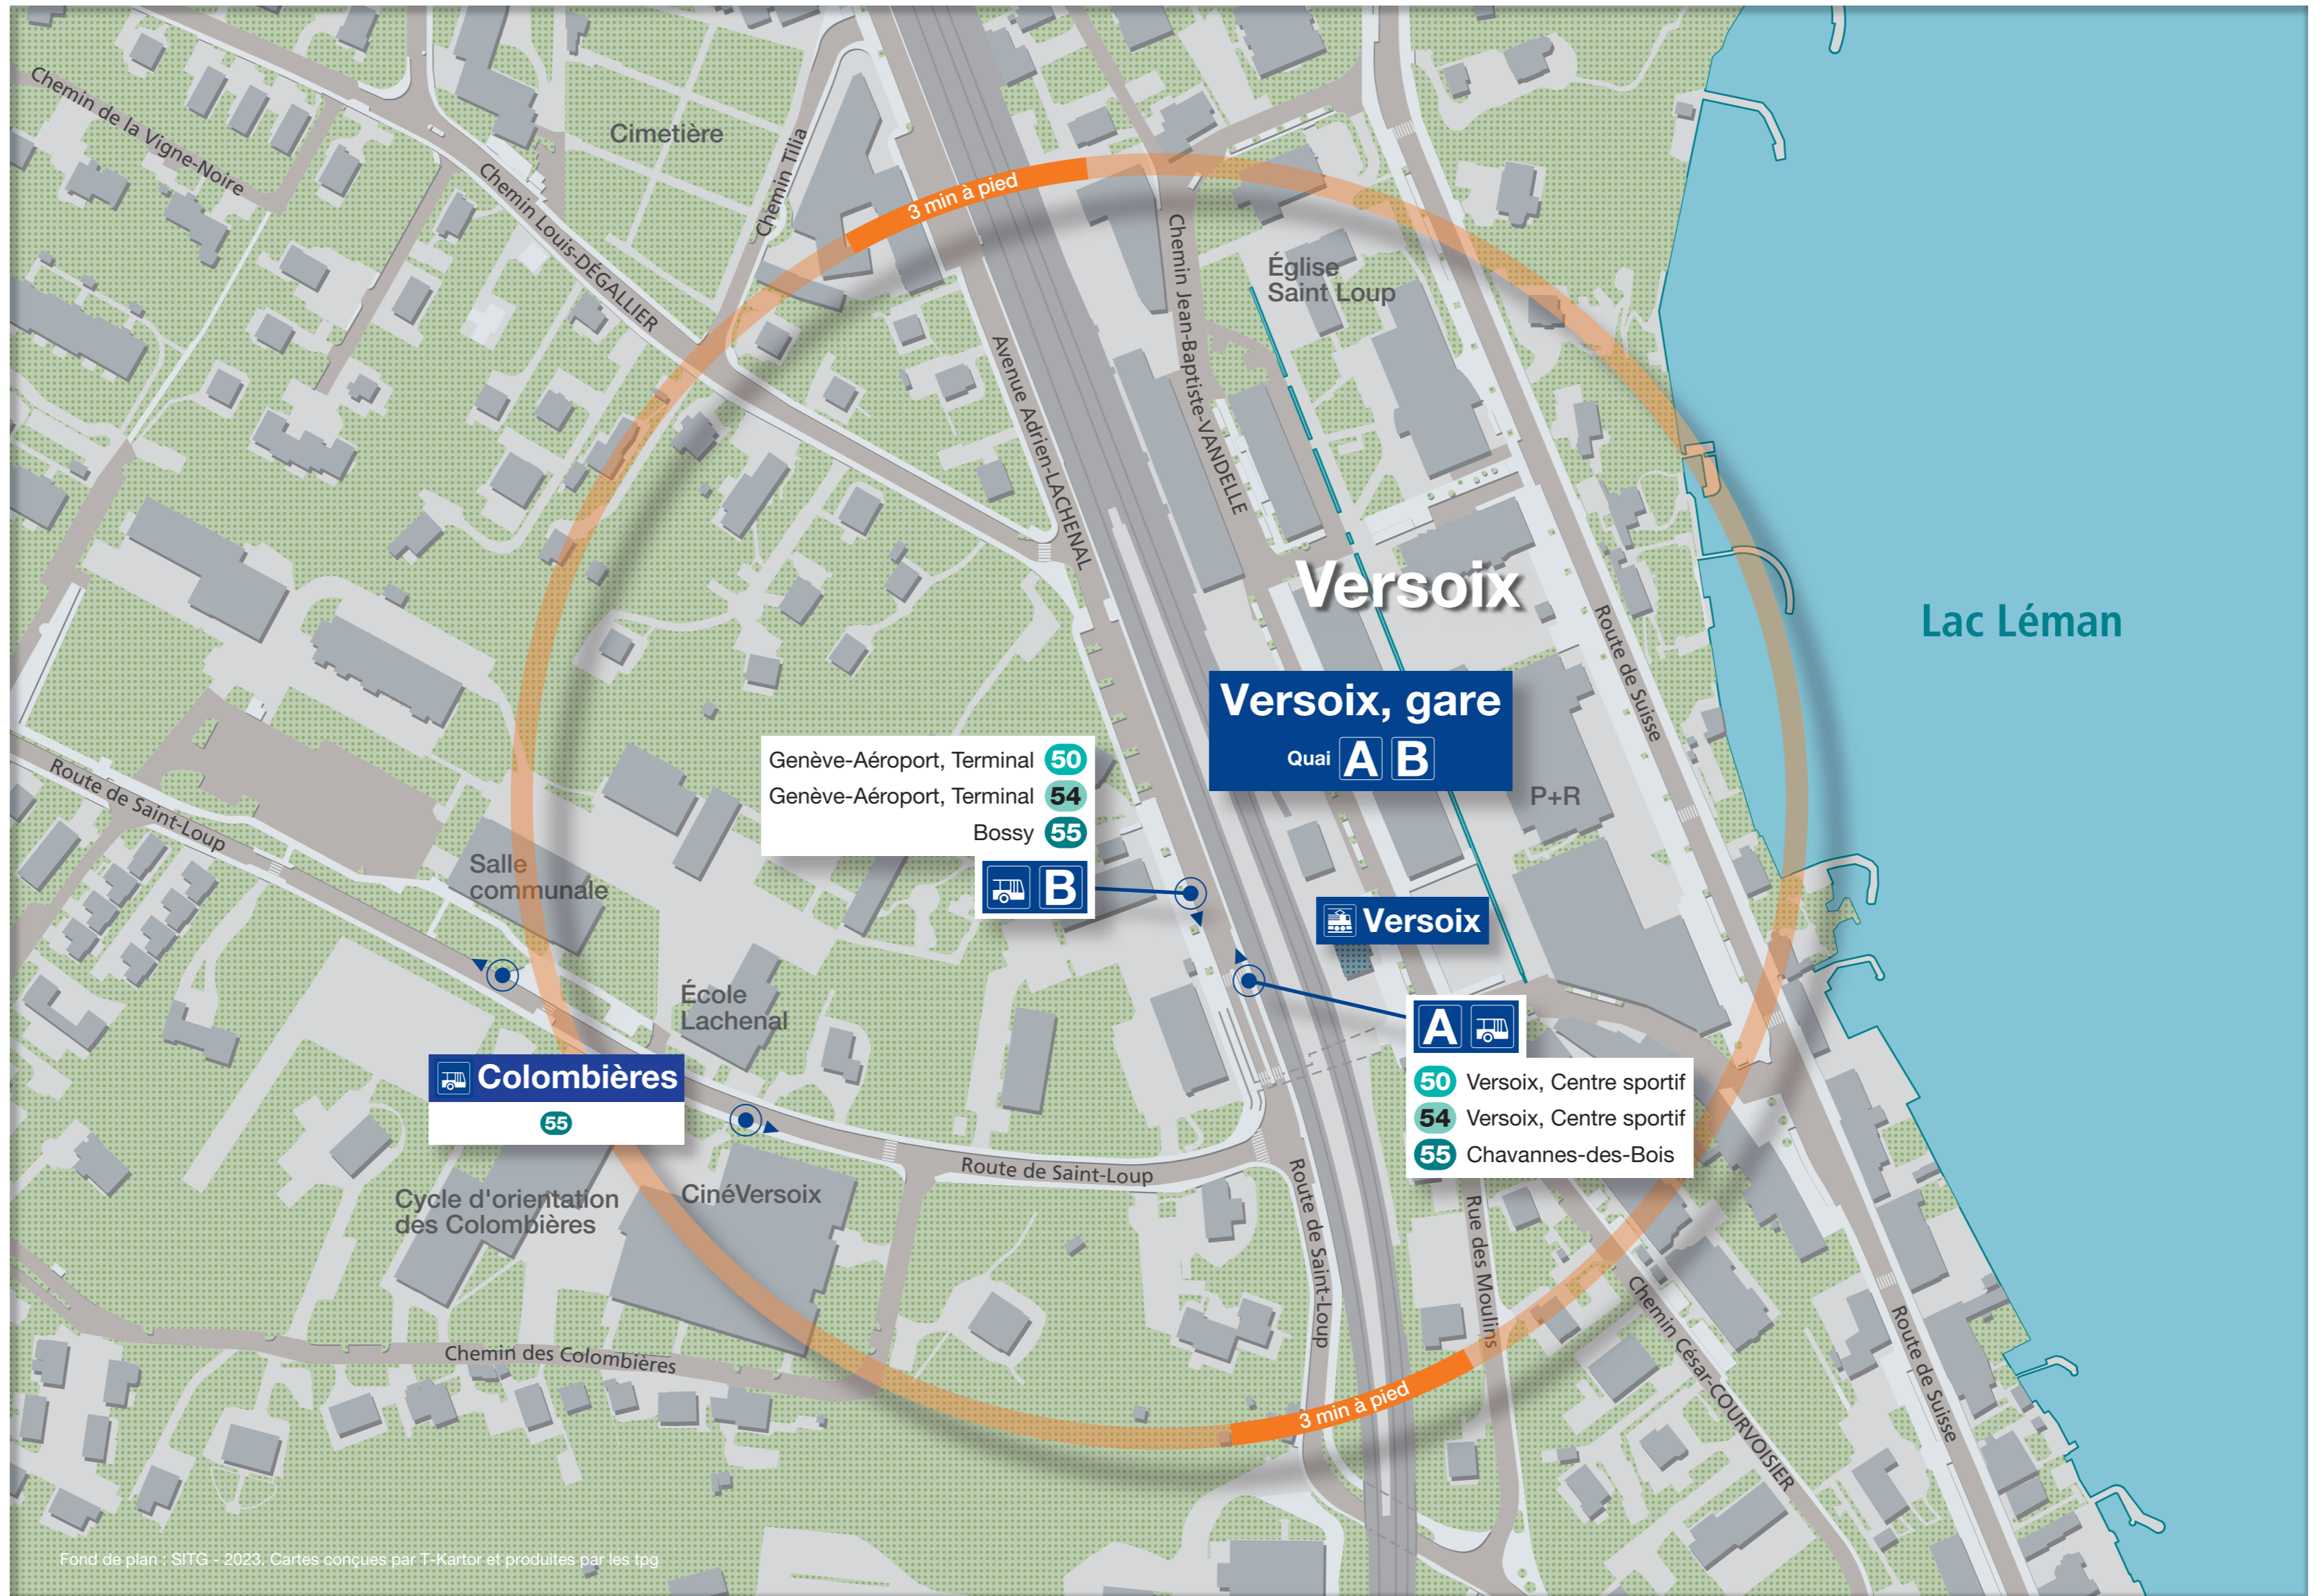 Chemin de la Vigne-Noire
Cimetière
Chemin Tilia
Chemin Louis-DÉGALLIER
3 min à pied
Chemin Jean-Baptiste-VANDELLE
Église
Saint Loup
Avenue Adrien-LACHENAL
Versoix
Lac Léman
Route de Suisse
Versoix, gare
Quai A B
Genève-Aéroport, Terminal 50
Genève-Aéroport, Terminal 54
Bossy 55
B
P+R
Route de Saint-Loup
Salle
communale
Versoix
École
Lachenal
A
50 Versoix, Centre sportif
54 Versoix, Centre sportif
55 Chavannes-des-Bois
Colombières
55
Route de Saint-Loup
Cycle d'orientation
des Colombières
CinéVersoix
Route de Saint-Loup
Rue des Moulins
Chemin César-COURVOISIER
Route de Suisse
Chemin des Colombières
3 min à pied
Fond de plan : SITG - 2023. Cartes conçues par T-Kartor et produites par les tpg